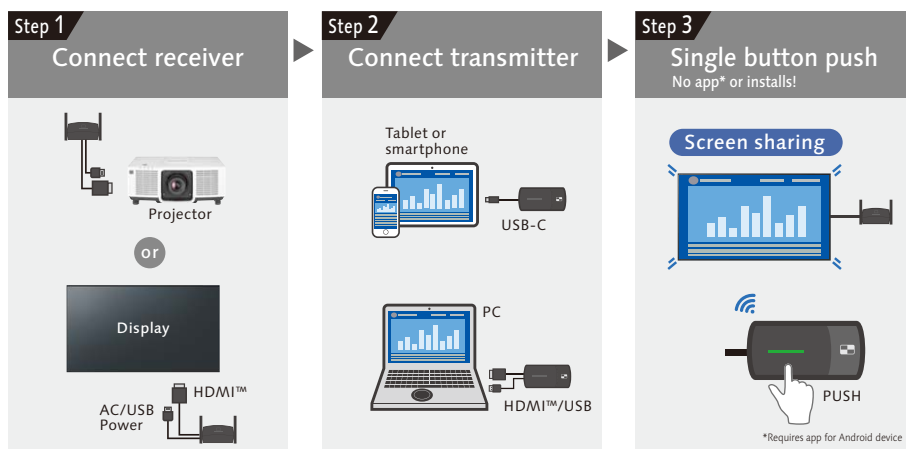 Step 1
Connect receiver
Projector
or
Display
HDMI™
AC/USB
Power
Step 2
Connect transmitter
Tablet or
smartphone
USB-C
PC
HDMI™/USB
Step 3
Single button push
No app* or installs!
Screen sharing
PUSH
*Requires app for Android device